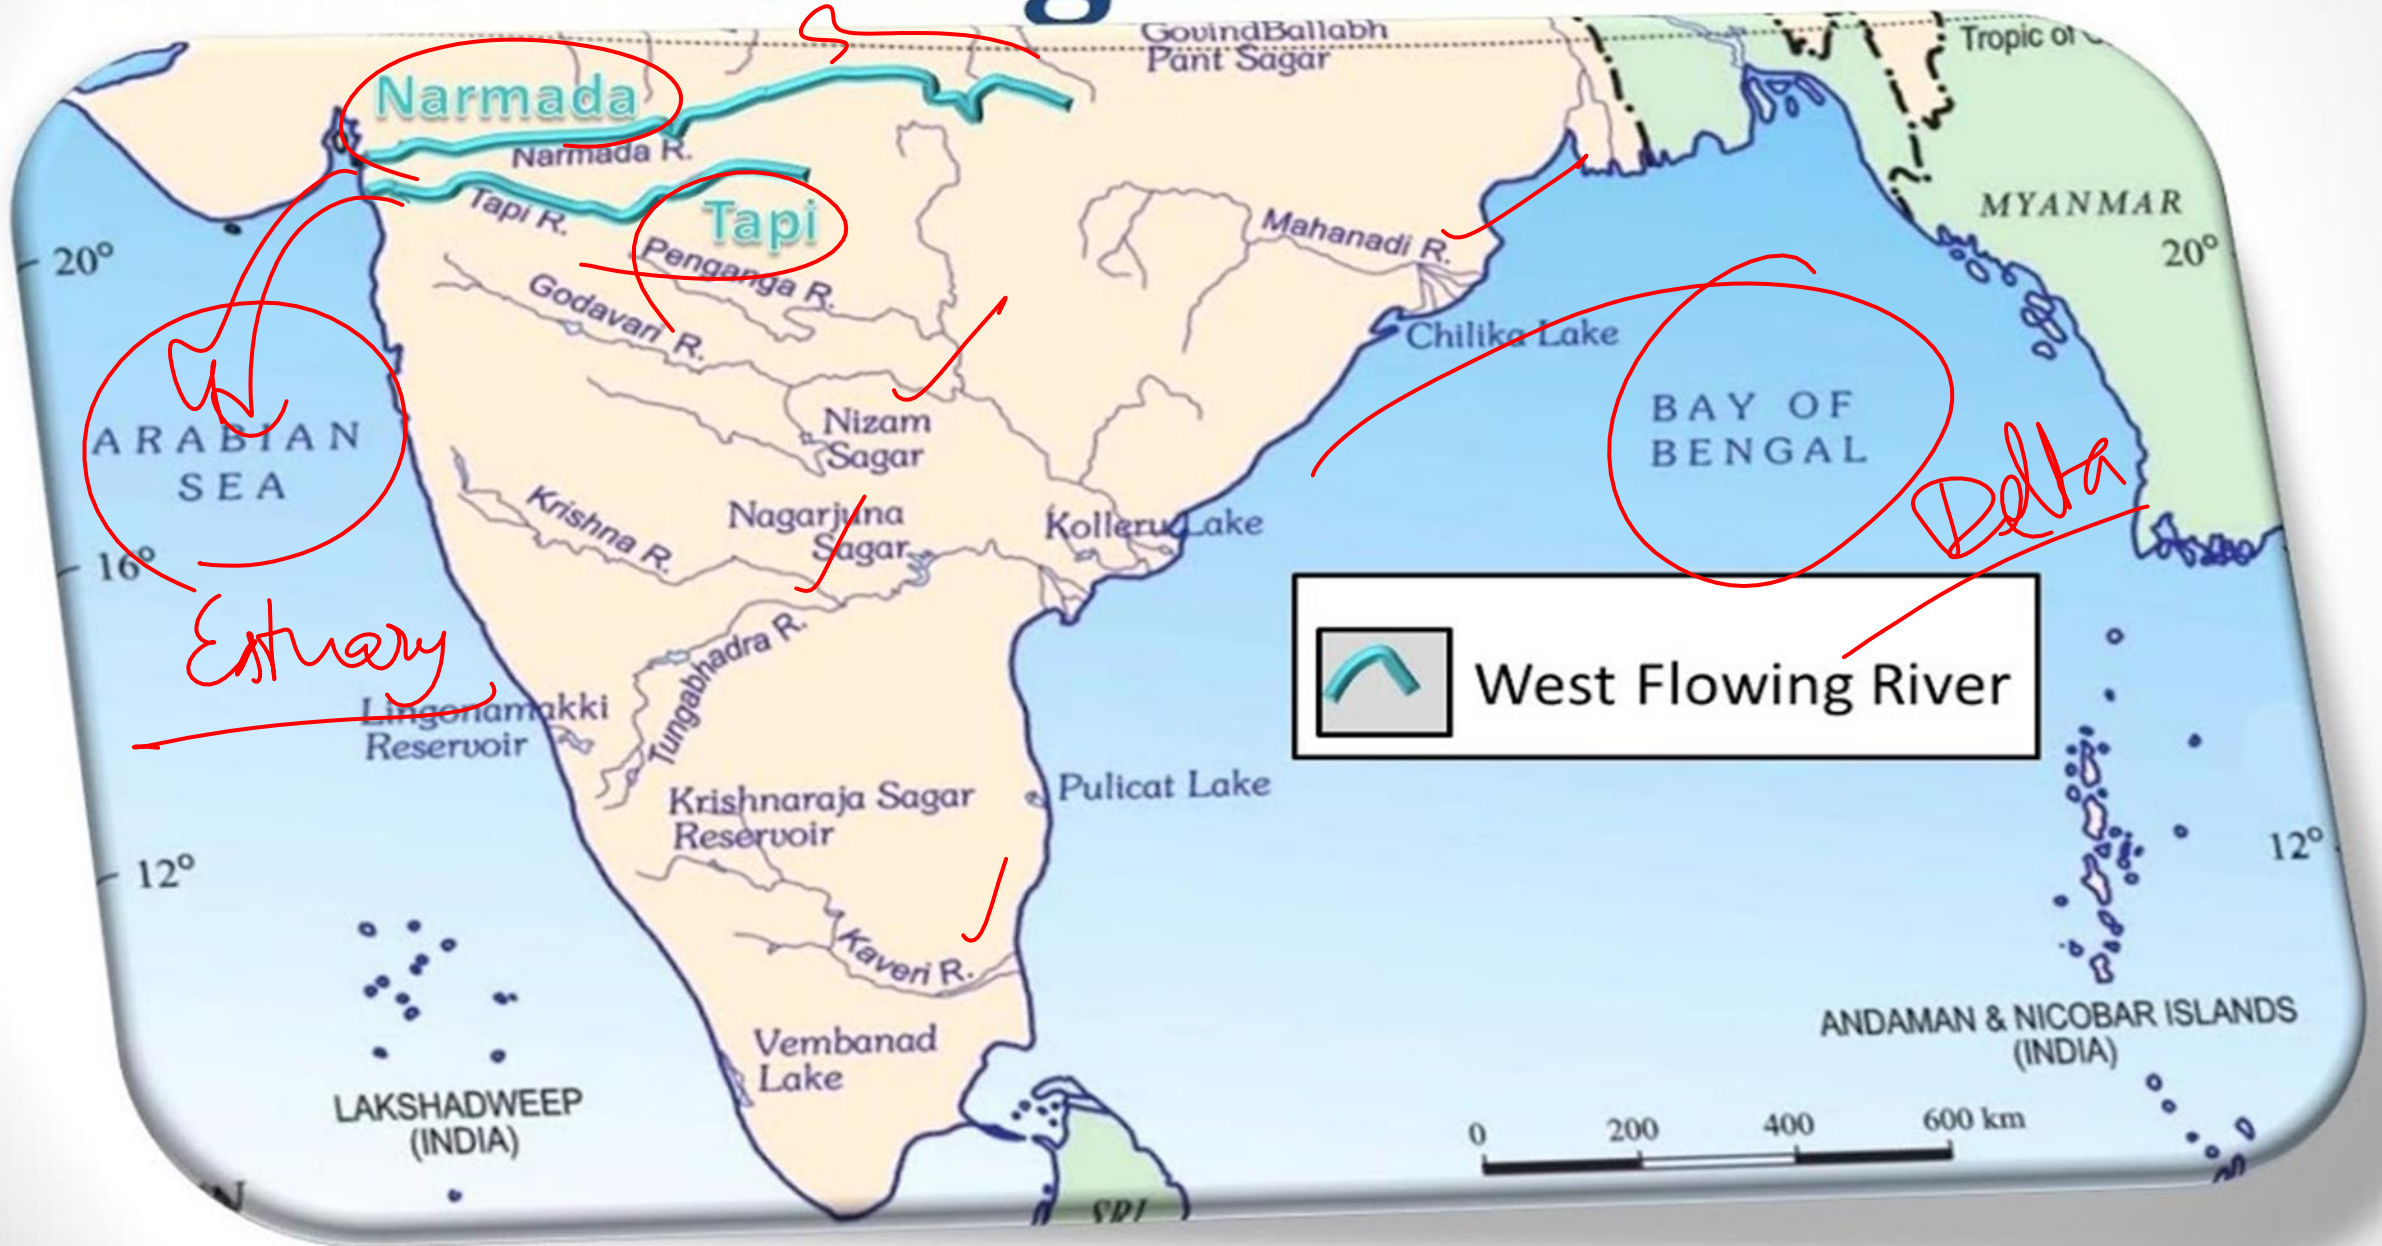 GovindBallabh
Pant Sagar
Tropic of
Narmada
Narmada R.
Tapi
Tapi R.
Penganga R.
Godavari R.
Mahanadi R.
MYANMAR
20°
20°
Chilika Lake
BAY OF
BENGAL
Delta
ARABIAN
SEA
Nizam
Sagar
Krishna R.
Nagarjuna
Sagar
Kolleru Lake
16°
Estuary
West Flowing River
Tungabhadra R.
Lingonamakki
Reservoir
Krishnaraja Sagar
Reservoir
Pulicat Lake
12°
12°
Kaveri R.
Vembanad
Lake
LAKSHADWEEP
(INDIA)
ANDAMAN & NICOBAR ISLANDS
(INDIA)
0 200 400 600 km
SRI